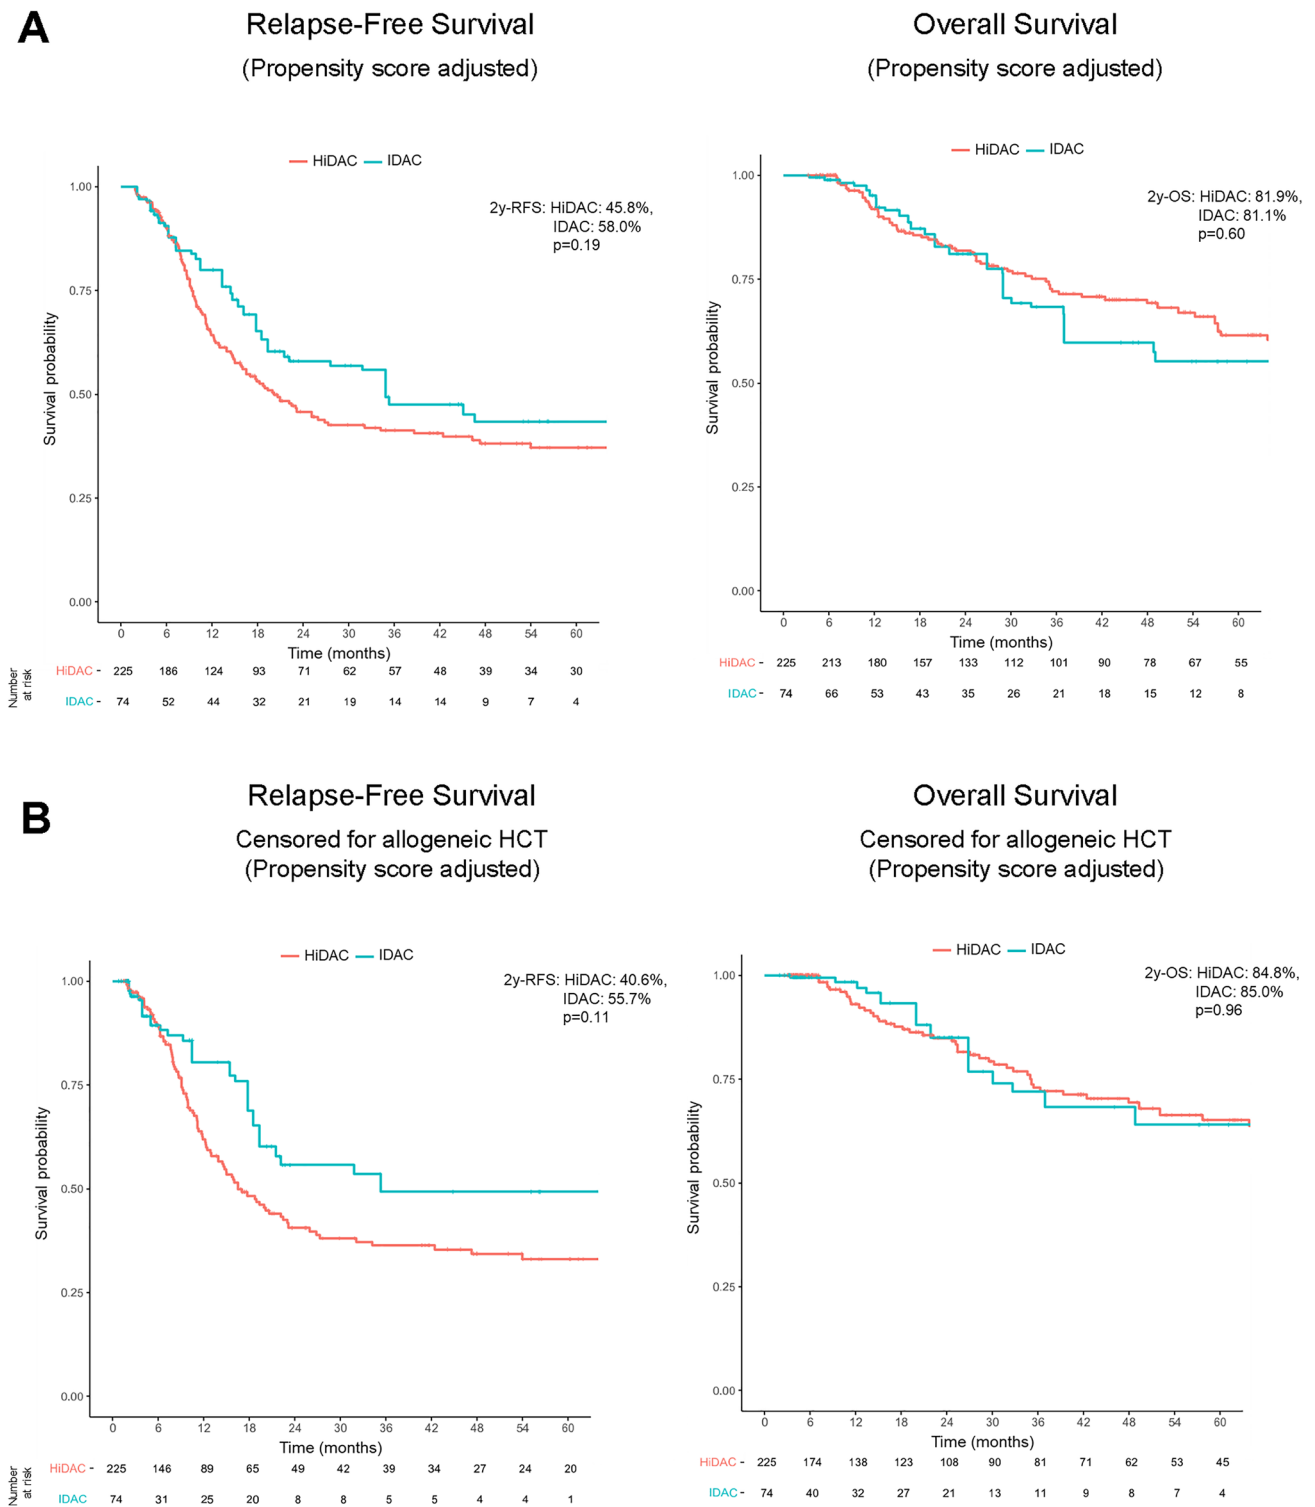 A
Relapse-Free Survival
(Propensity score adjusted)
HiDAC IDAC
2y-RFS: HiDAC: 45.8%,
IDAC: 58.0%
p=0.19
Survival probability
1.00
0.75
0.50
0.25
0.00
0 6 12 18 24 30 36 42 48 54 60
Time (months)
Number at risk
HiDAC 225 186 124 93 71 62 57 48 39 34 30
IDAC 74 52 44 32 21 19 14 14 9 7 4
Overall Survival
(Propensity score adjusted)
HiDAC IDAC
2y-OS: HiDAC: 81.9%,
IDAC: 81.1%
p=0.60
Survival probability
1.00
0.75
0.50
0.25
0.00
0 6 12 18 24 30 36 42 48 54 60
Time (months)
HiDAC 225 213 180 157 133 112 101 90 78 67 55
IDAC 74 66 53 43 35 26 21 18 15 12 8
B
Relapse-Free Survival
Censored for allogeneic HCT
(Propensity score adjusted)
HiDAC IDAC
2y-RFS: HiDAC: 40.6%,
IDAC: 55.7%
p=0.11
Survival probability
1.00
0.75
0.50
0.25
0.00
0 6 12 18 24 30 36 42 48 54 60
Time (months)
Number at risk
HiDAC 225 146 89 65 49 42 39 34 27 24 20
IDAC 74 31 25 20 8 8 5 5 4 4 1
Overall Survival
Censored for allogeneic HCT
(Propensity score adjusted)
HiDAC IDAC
2y-OS: HiDAC: 84.8%,
IDAC: 85.0%
p=0.96
Survival probability
1.00
0.75
0.50
0.25
0.00
0 6 12 18 24 30 36 42 48 54 60
Time (months)
HiDAC 225 174 138 123 108 90 81 71 62 53 45
IDAC 74 40 32 27 21 13 11 9 8 7 4